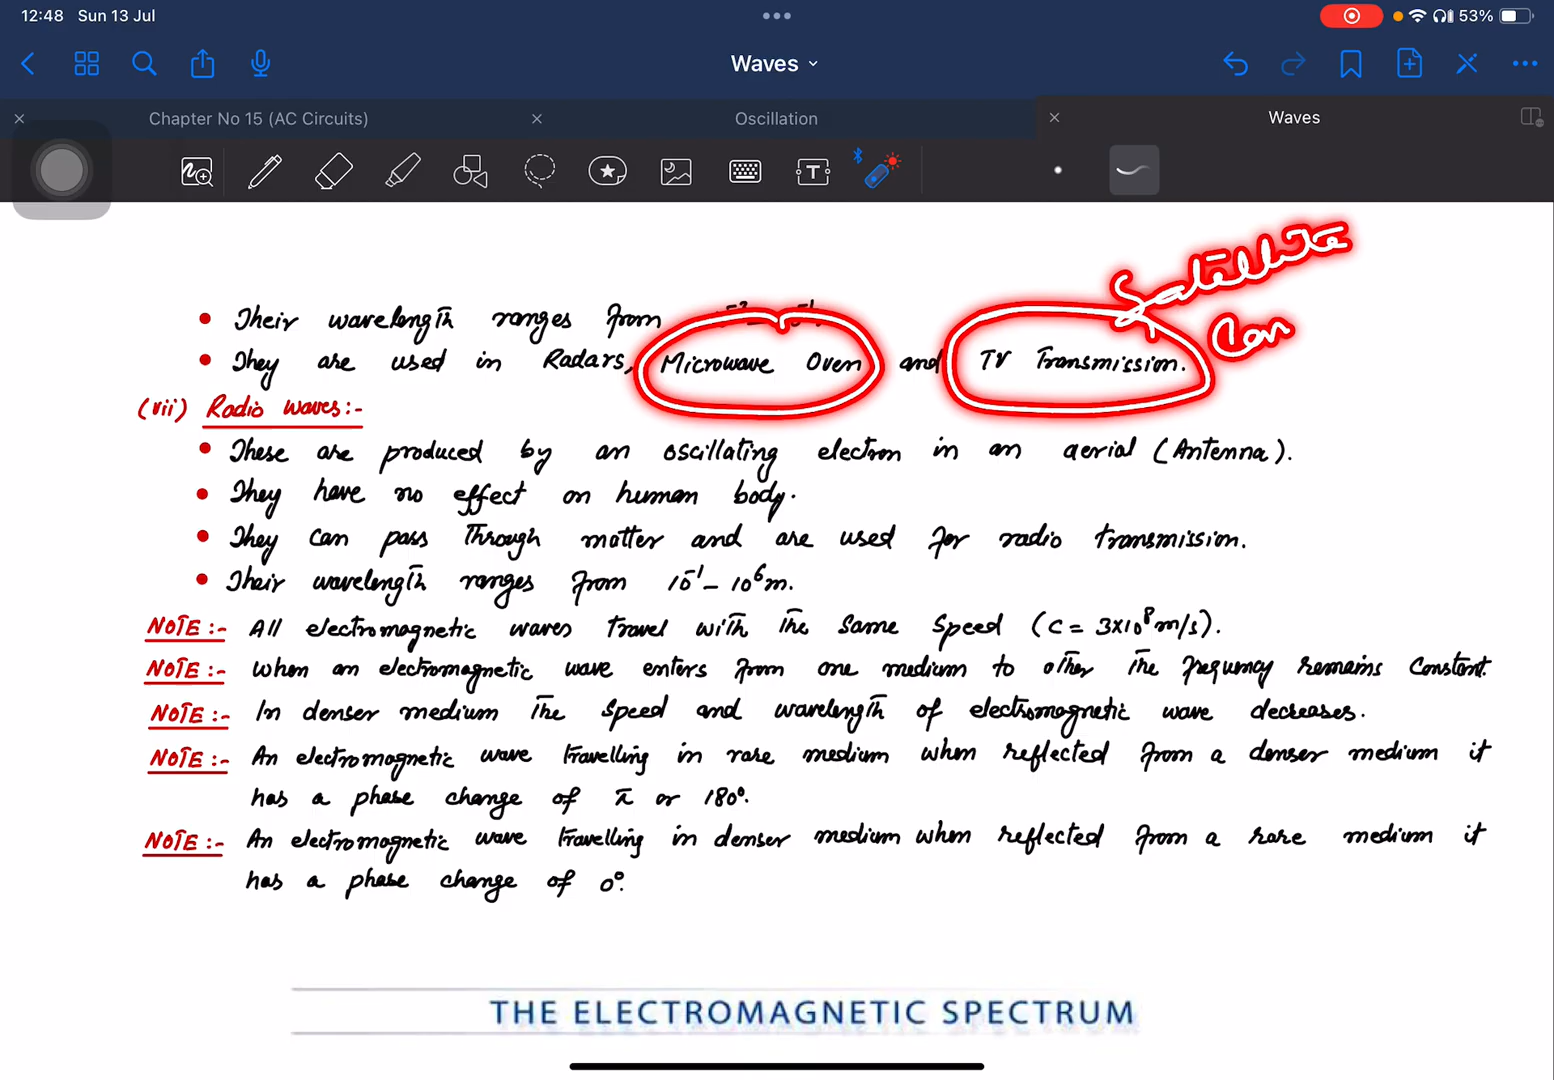 12:48 Sun 13 Jul
53%
Waves
Chapter No 15 (AC Circuits)
Oscillation
Waves
T
Satellite
Com
• Their wavelength ranges from
• They are used in Radars, Microwave Oven and TV Transmission.
(vii) Radio waves:-
• These are produced by an oscillating electron in an aerial (Antenna).
• They have no effect on human body.
• They can pass through matter and are used for radio transmission.
• Their wavelength ranges from 10⁻¹ – 10⁶m.
NOTE:- All electromagnetic waves travel with the same speed (c = 3×10⁸m/s).
NOTE:- When an electromagnetic wave enters from one medium to other the frequency remains constant.
NOTE:- In denser medium the speed and wavelength of electromagnetic wave decreases.
NOTE:- An electromagnetic wave travelling in rare medium when reflected from a denser medium it
has a phase change of π or 180°.
NOTE:- An electromagnetic wave travelling in denser medium when reflected from a rare medium it
has a phase change of 0°.
THE ELECTROMAGNETIC SPECTRUM